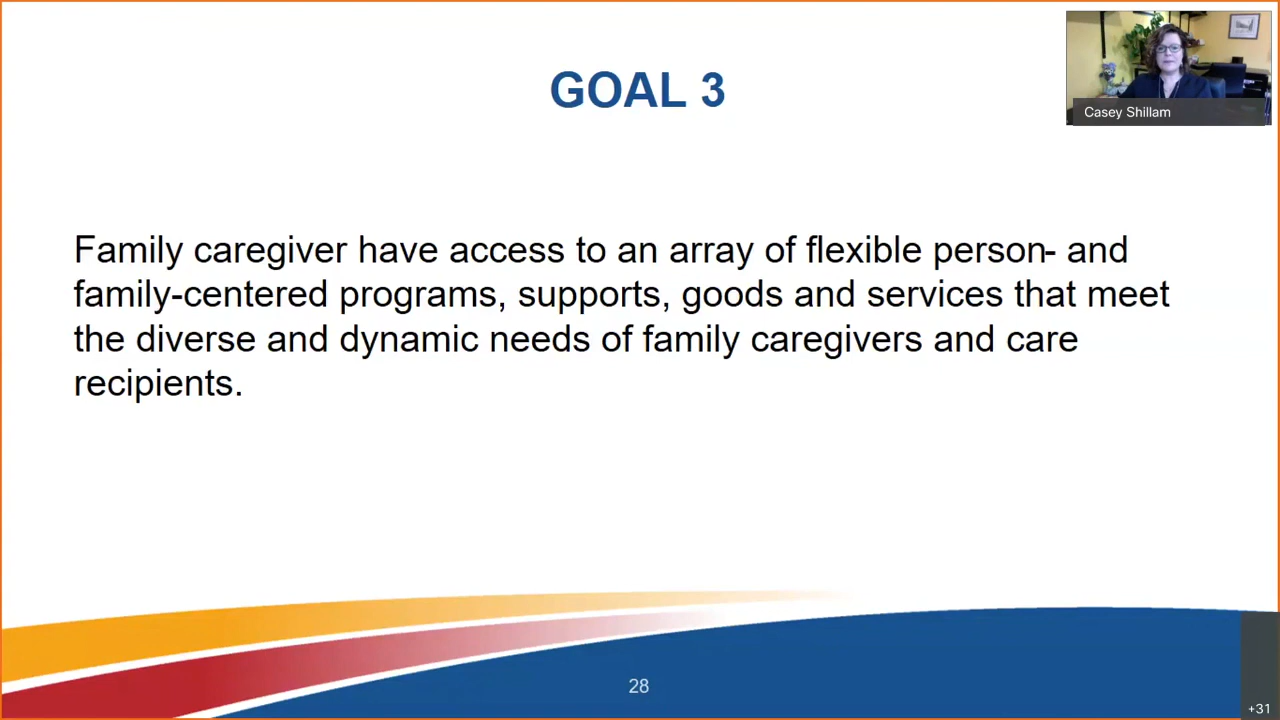 GOAL 3
Casey Shillam
Family caregiver have access to an array of flexible person- and
family-centered programs, supports, goods and services that meet
the diverse and dynamic needs of family caregivers and care
recipients.
28
+31